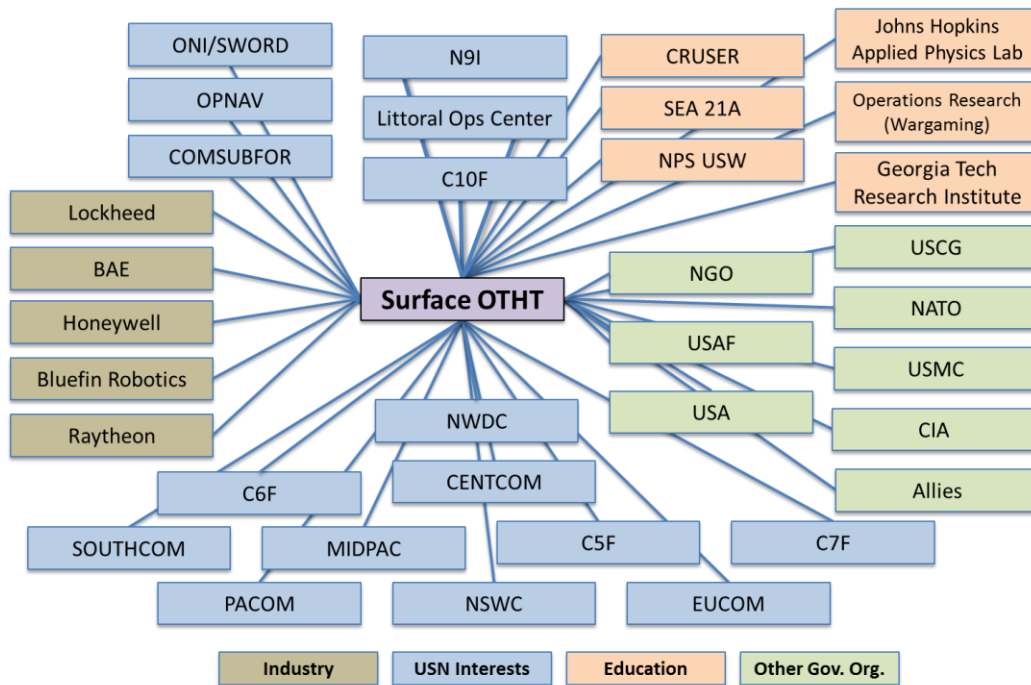 ONI/SWORD
OPNAV
COMSUBFOR
N9I
Littoral Ops Center
C10F
CRUSER
SEA 21A
NPS USW
Johns Hopkins
Applied Physics Lab
Operations Research
(Wargaming)
Georgia Tech
Research Institute
Lockheed
BAE
Honeywell
Bluefin Robotics
Raytheon
Surface OTHT
NGO
USAF
USA
USCG
NATO
USMC
CIA
Allies
NWDC
CENTCOM
C6F
SOUTHCOM
MIDPAC
C5F
C7F
PACOM
NSWC
EUCOM
Industry
USN Interests
Education
Other Gov. Org.